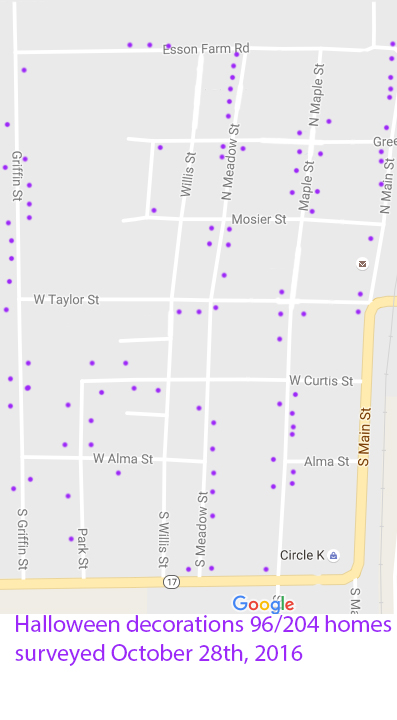 Esson Farm Rd
N Maple St
Gree
Griffin St
Willis St
N Meadow St
Maple St
N Main St
Mosier St
W Taylor St
W Curtis St
S Main St
W Alma St
Alma St
S Griffin St
Park St
S Willis St
S Meadow St
Circle K
17
S
S Ma
Google
Halloween decorations 96/204 homes
surveyed October 28th, 2016